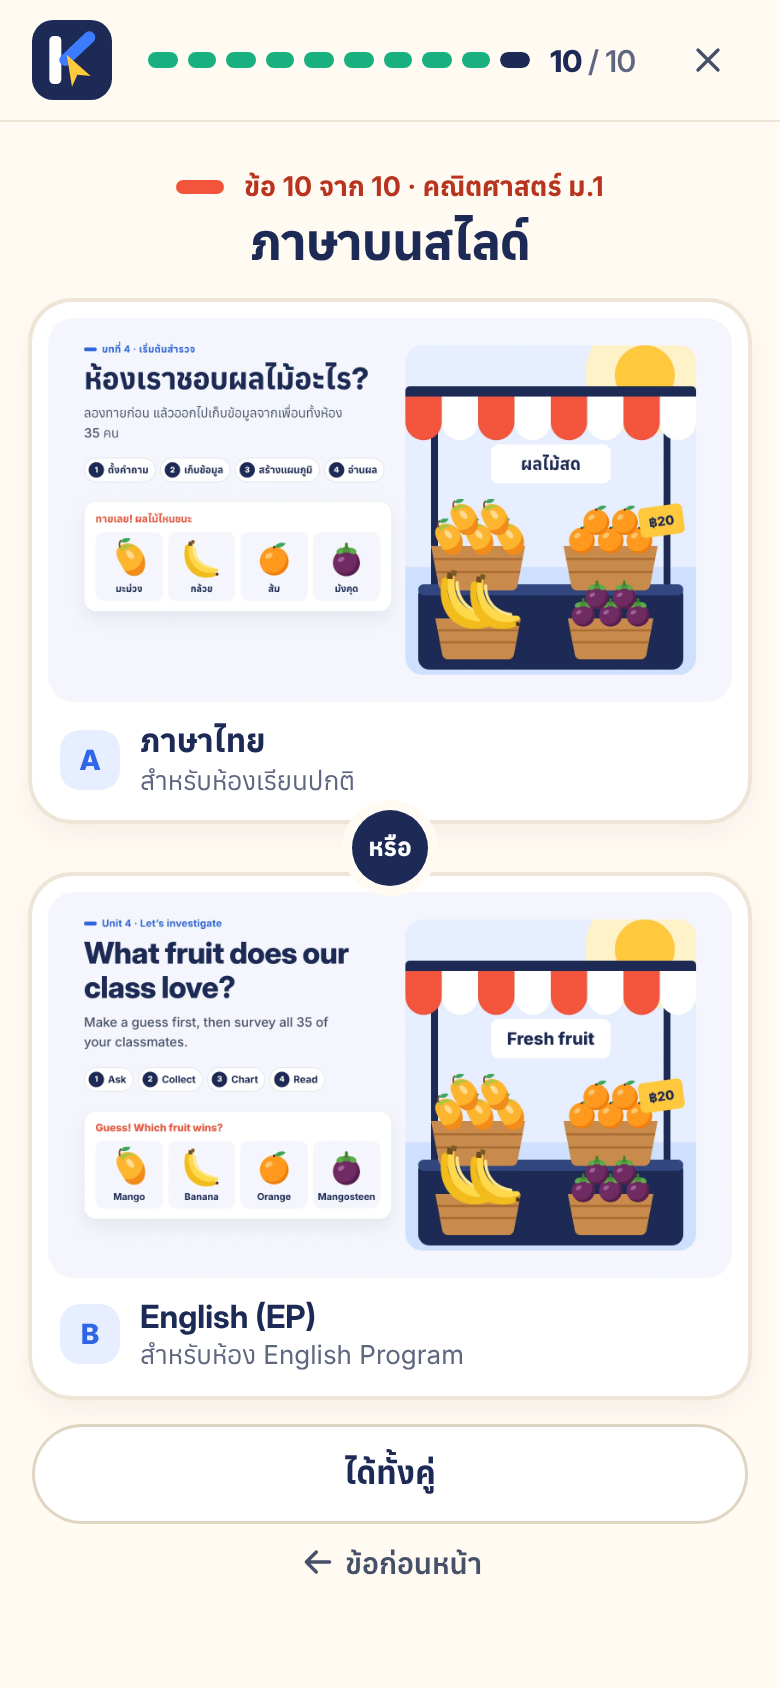 K
10 / 10
ข้อ 10 จาก 10 · คณิตศาสตร์ ม.1
ภาษาบนสไลด์
บทที่ 4 · เริ่มต้นสำรวจ
ห้องเราชอบผลไม้อะไร?
ลองทายก่อน แล้วออกไปเก็บข้อมูลจากเพื่อนทั้งห้อง
35 คน
1 ตั้งคำถาม 2 เก็บข้อมูล 3 สร้างแผนภูมิ 4 อ่านผล
ทายเลย! ผลไม้ไหนชนะ
มะม่วง กล้วย ส้ม มังคุด
ผลไม้สด
฿20
A
ภาษาไทย
สำหรับห้องเรียนปกติ
หรือ
Unit 4 · Let's investigate
What fruit does our
class love?
Make a guess first, then survey all 35 of
your classmates.
1 Ask 2 Collect 3 Chart 4 Read
Guess! Which fruit wins?
Mango Banana Orange Mangosteen
Fresh fruit
฿20
B
English (EP)
สำหรับห้อง English Program
ได้ทั้งคู่
← ข้อก่อนหน้า